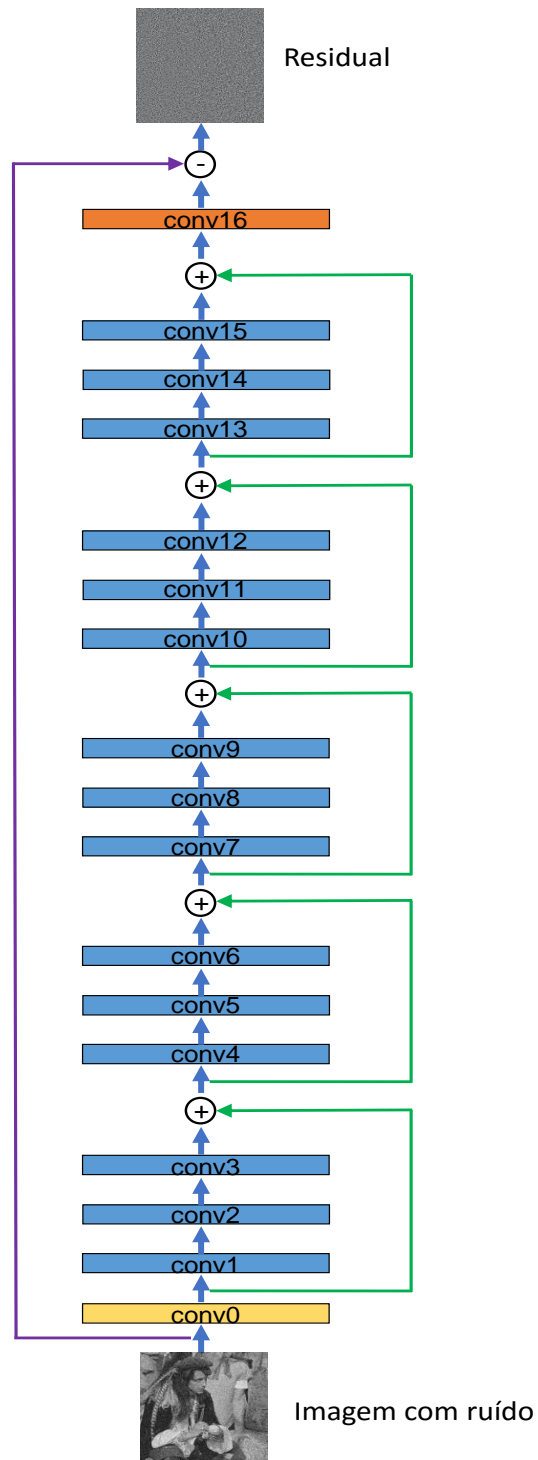 Residual
-
conv16
+
conv15
conv14
conv13
+
conv12
conv11
conv10
+
conv9
conv8
conv7
+
conv6
conv5
conv4
+
conv3
conv2
conv1
conv0
Imagem com ruído